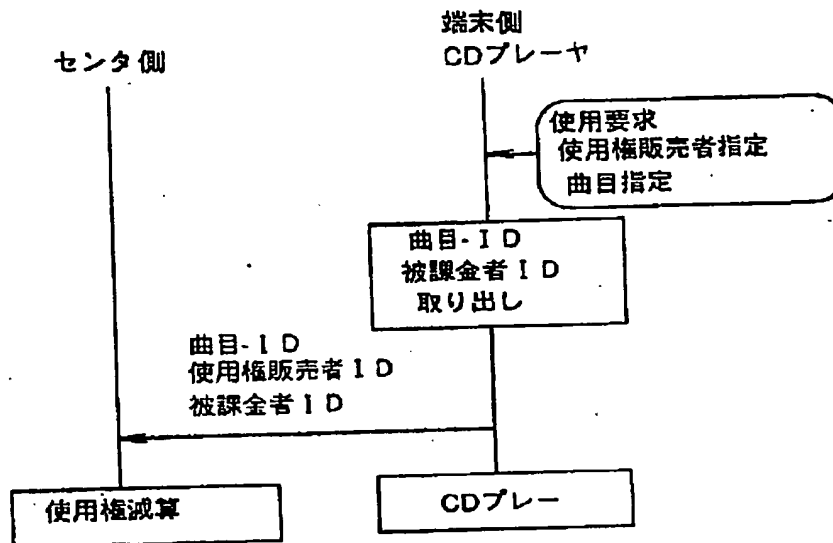 センタ側
端末側
CDプレーヤ
使用要求
使用権販売者指定
曲目指定
曲目-ID
被課金者ID
取り出し
曲目-ID
使用権販売者ID
被課金者ID
使用権減算
CDプレー